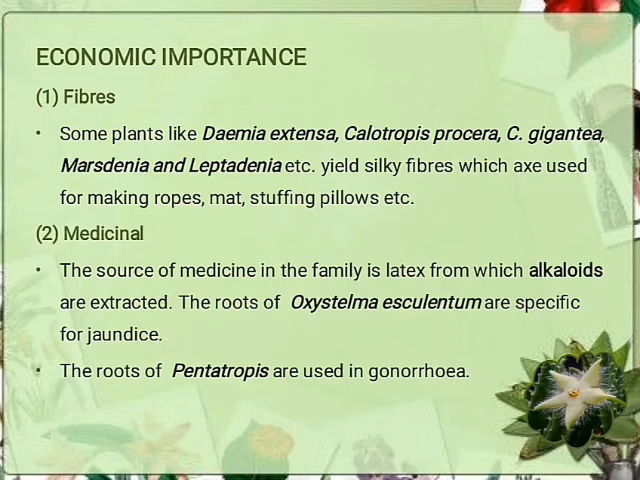 ECONOMIC IMPORTANCE
(1) Fibres
• Some plants like Daemia extensa, Calotropis procera, C. gigantea,
Marsdenia and Leptadenia etc. yield silky fibres which axe used
for making ropes, mat, stuffing pillows etc.
(2) Medicinal
• The source of medicine in the family is latex from which alkaloids
are extracted. The roots of Oxystelma esculentum are specific
for jaundice.
• The roots of Pentatropis are used in gonorrhoea.